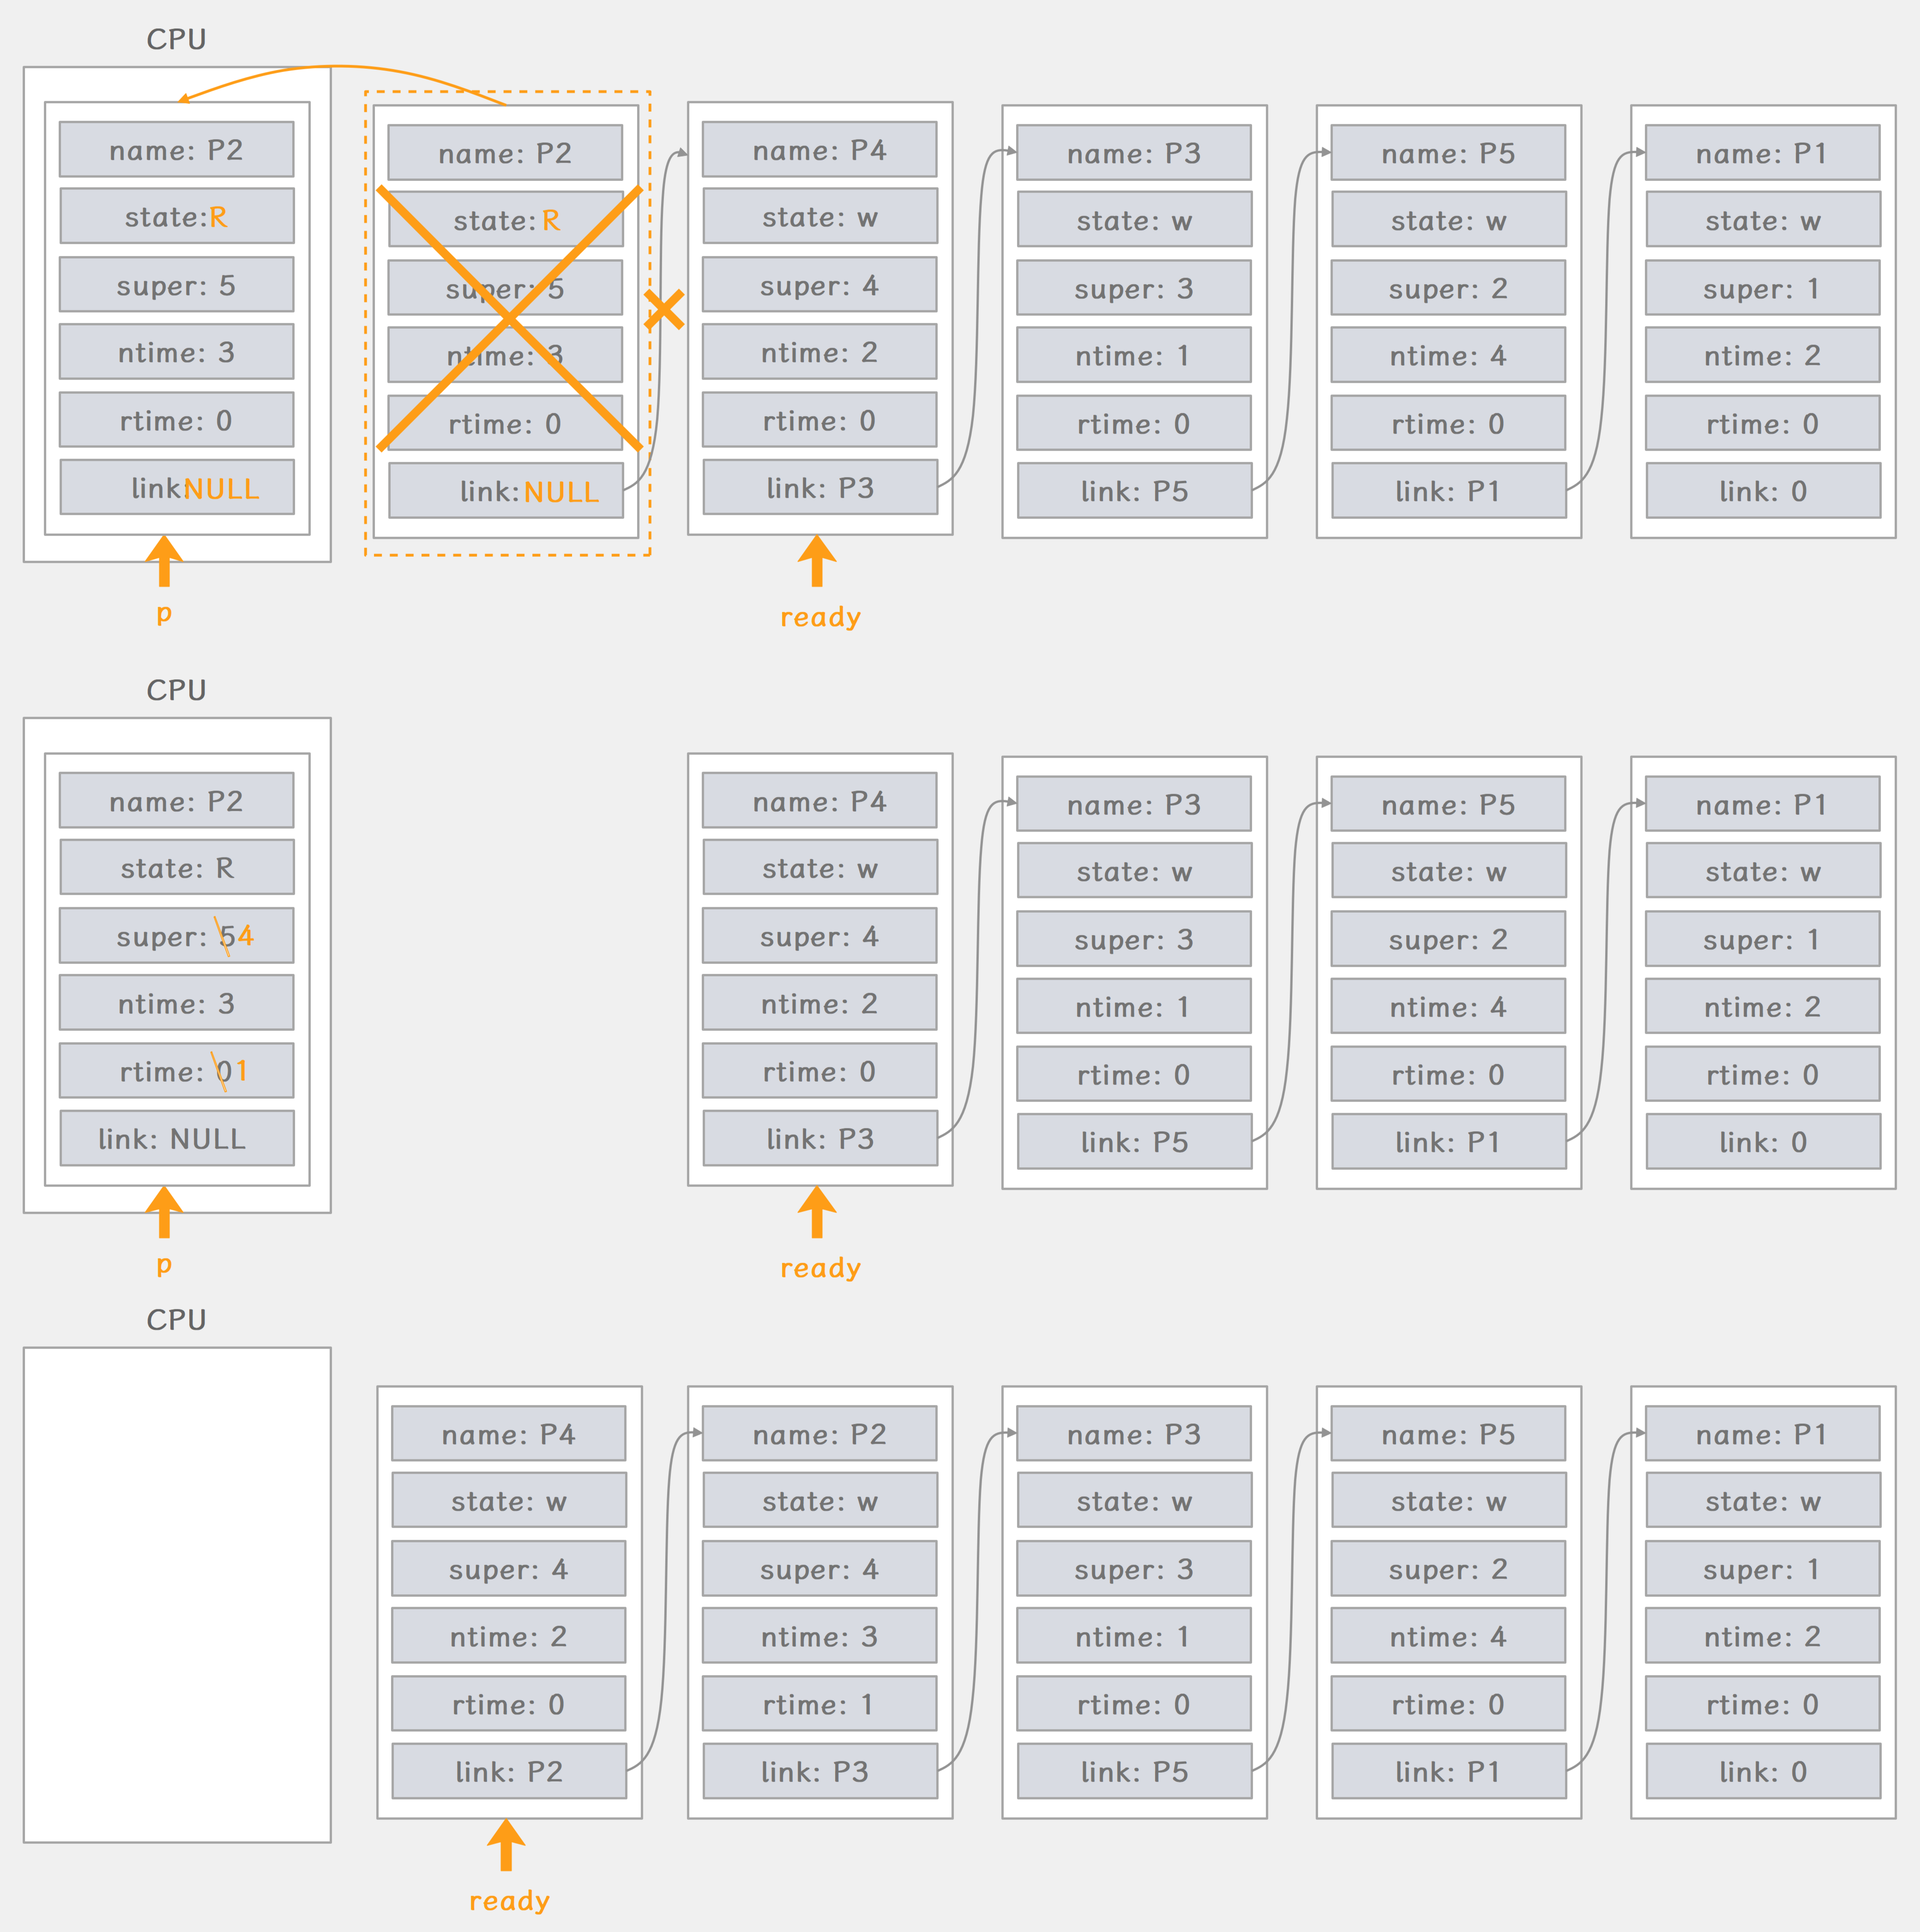 CPU
name: P2
state:R
super: 5
ntime: 3
rtime: 0
link:NULL
p
name: P2
state: R
super: 5
ntime: 3
rtime: 0
link:NULL
name: P4
state: w
super: 4
ntime: 2
rtime: 0
link: P3
ready
name: P3
state: w
super: 3
ntime: 1
rtime: 0
link: P5
name: P5
state: w
super: 2
ntime: 4
rtime: 0
link: P1
name: P1
state: w
super: 1
ntime: 2
rtime: 0
link: 0
CPU
name: P2
state: R
super: 54
ntime: 3
rtime: 01
link: NULL
p
name: P4
state: w
super: 4
ntime: 2
rtime: 0
link: P3
ready
name: P3
state: w
super: 3
ntime: 1
rtime: 0
link: P5
name: P5
state: w
super: 2
ntime: 4
rtime: 0
link: P1
name: P1
state: w
super: 1
ntime: 2
rtime: 0
link: 0
CPU
name: P4
state: w
super: 4
ntime: 2
rtime: 0
link: P2
ready
name: P2
state: w
super: 4
ntime: 3
rtime: 1
link: P3
name: P3
state: w
super: 3
ntime: 1
rtime: 0
link: P5
name: P5
state: w
super: 2
ntime: 4
rtime: 0
link: P1
name: P1
state: w
super: 1
ntime: 2
rtime: 0
link: 0